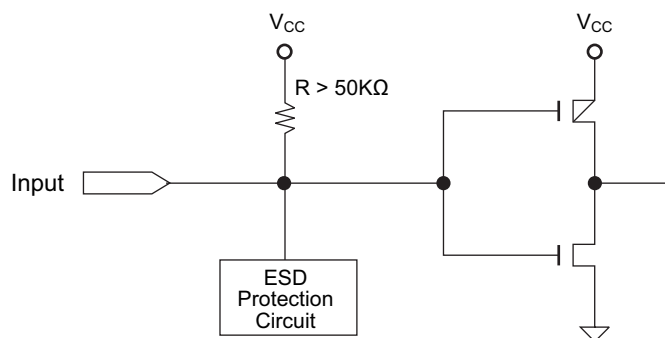 VCC
VCC
R > 50KΩ
Input
ESD
Protection
Circuit